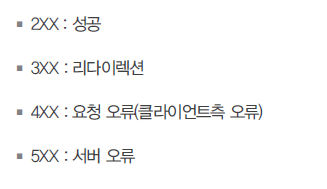 ▪ 2XX : 성공
▪ 3XX : 리다이렉션
▪ 4XX : 요청 오류(클라이언트측 오류)
▪ 5XX : 서버 오류